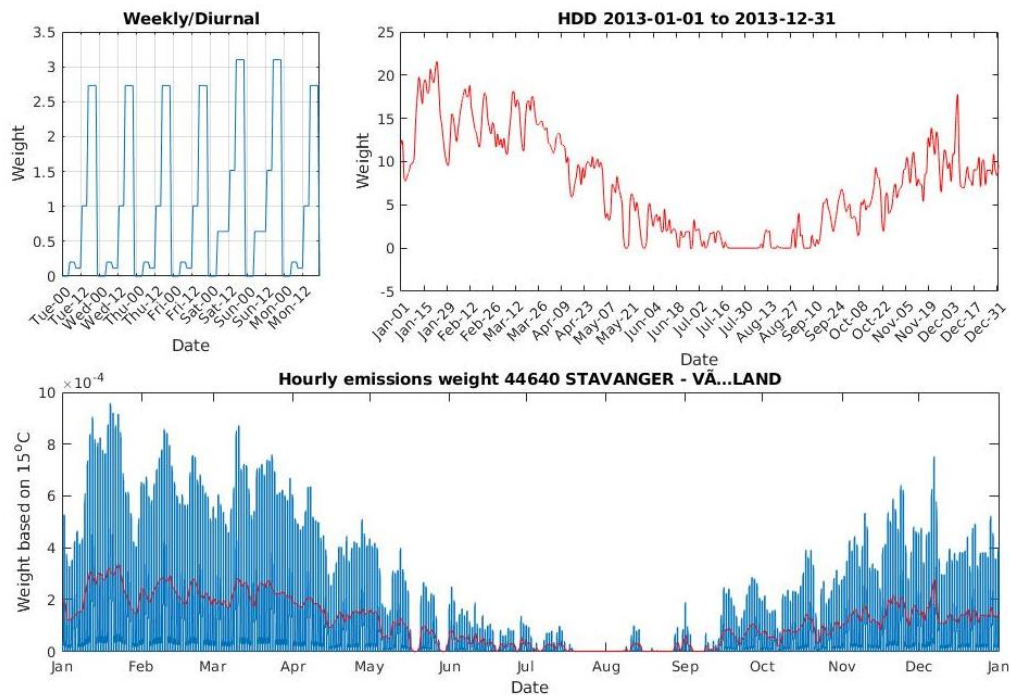 Weekly/Diurnal
Weight
3.5
3
2.5
2
1.5
1
0.5
0
Tue-00
Tue-12
Wed-00
Wed-12
Thu-00
Thu-12
Fri-00
Fri-12
Sat-00
Sat-12
Sun-00
Sun-12
Mon-00
Mon-12
Date
HDD 2013-01-01 to 2013-12-31
Weight
25
20
15
10
5
0
-5
Jan-01
Jan-15
Jan-29
Feb-12
Feb-26
Mar-12
Mar-26
Apr-09
Apr-23
May-07
May-21
Jun-04
Jun-18
Jul-02
Jul-16
Jul-30
Aug-13
Aug-27
Sep-10
Sep-24
Oct-08
Oct-22
Nov-05
Nov-19
Dec-03
Dec-17
Dec-31
Date
Hourly emissions weight 44640 STAVANGER - VÃ...LAND
×10⁻⁴
Weight based on 15°C
10
8
6
4
2
0
Jan Feb Mar Apr May Jun Jul Aug Sep Oct Nov Dec Jan
Date